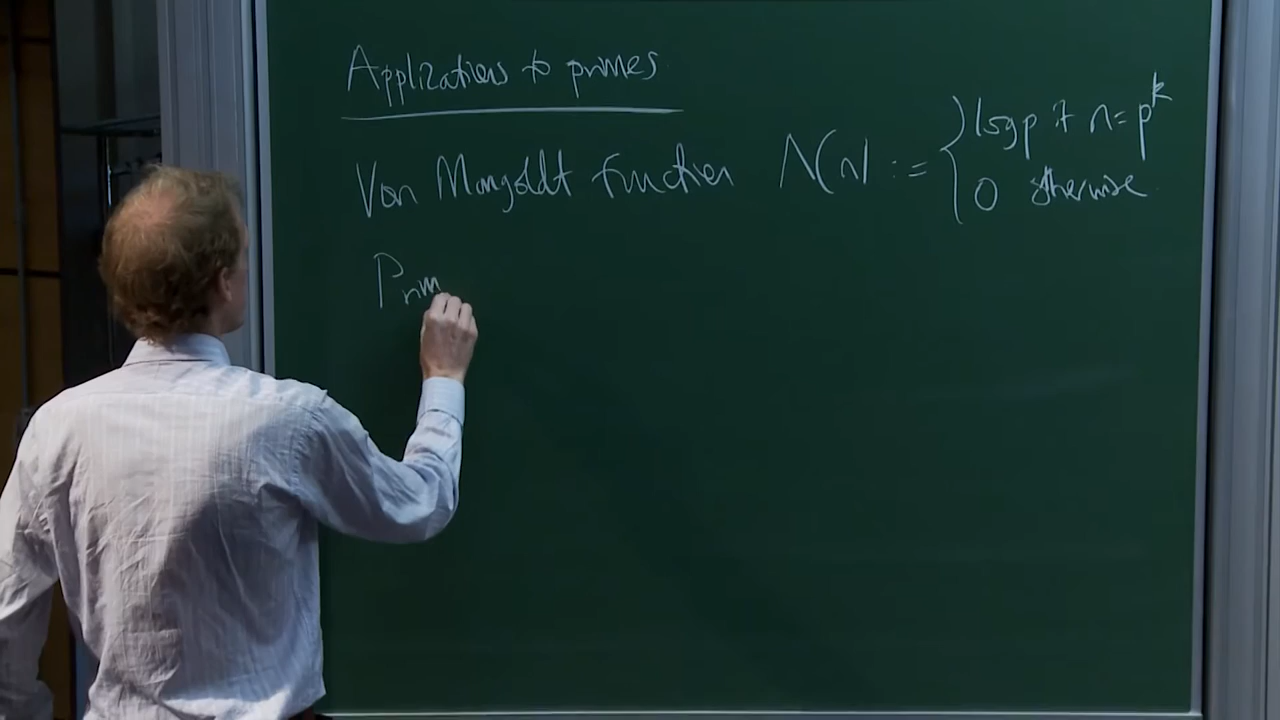 Applications to primes
Von Mangoldt function Λ(n) := { log p if n = p^k
0 otherwise
Prim